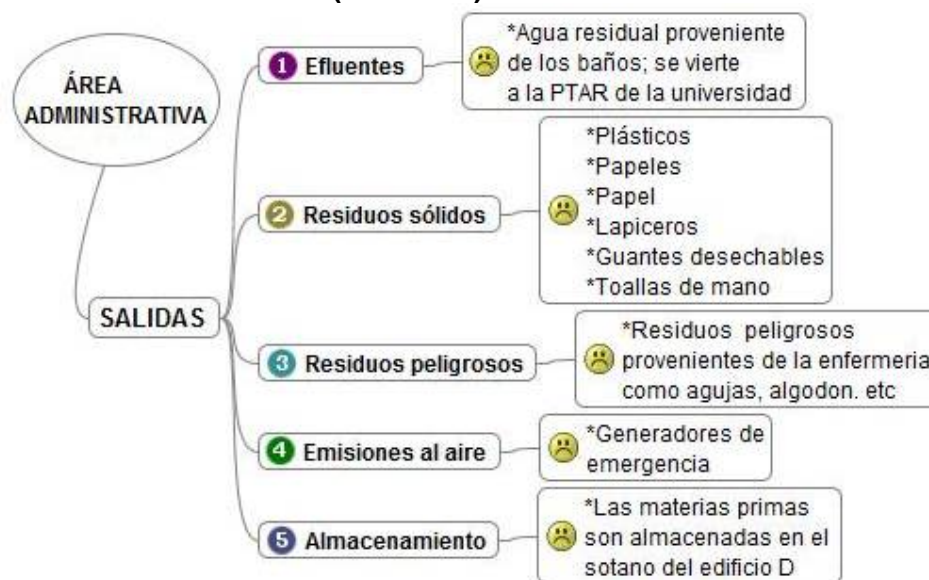 ÁREA
ADMINISTRATIVA
SALIDAS
1 Efluentes
*Agua residual proveniente
de los baños; se vierte
a la PTAR de la universidad
2 Residuos sólidos
*Plásticos
*Papeles
*Papel
*Lapiceros
*Guantes desechables
*Toallas de mano
3 Residuos peligrosos
*Residuos peligrosos
provenientes de la enfermeria
como agujas, algodon. etc
4 Emisiones al aire
*Generadores de
emergencia
5 Almacenamiento
*Las materias primas
son almacenadas en el
sotano del edificio D